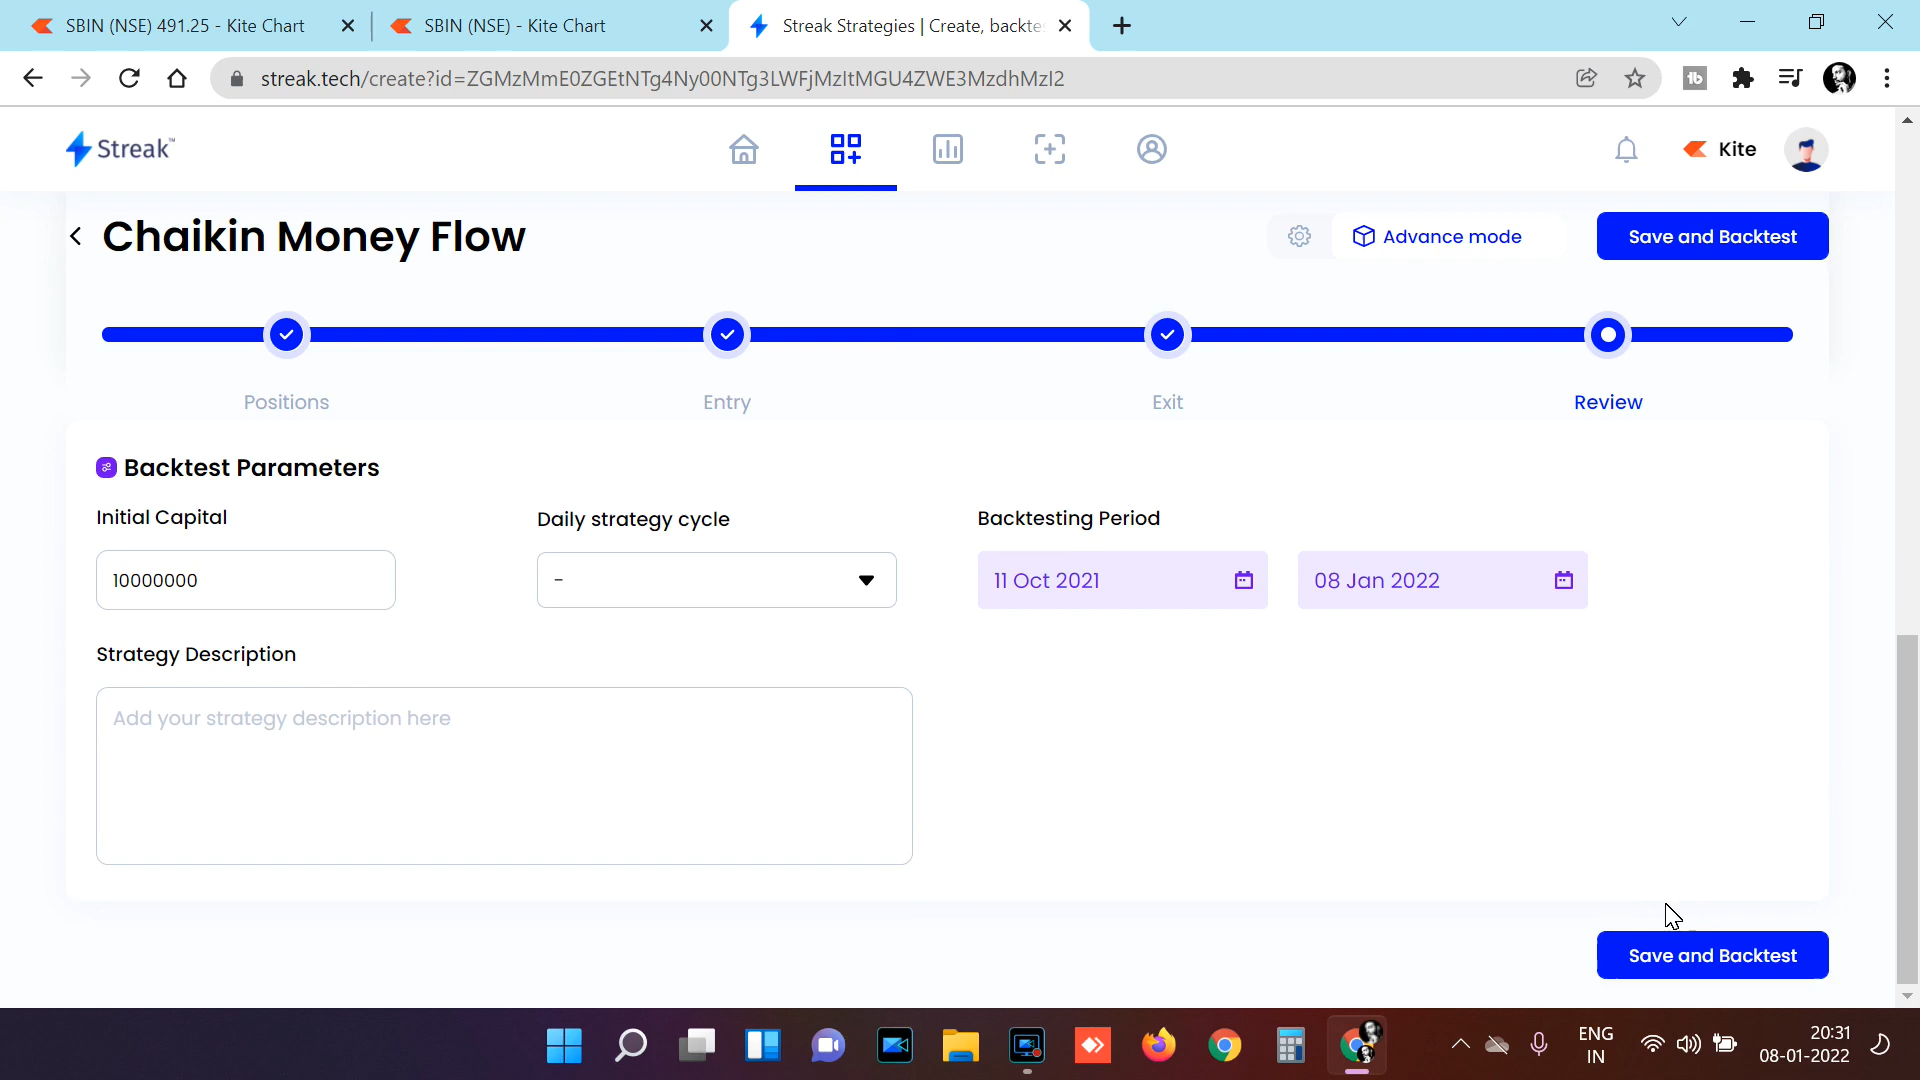 SBIN (NSE) 491.25 - Kite Chart
SBIN (NSE) - Kite Chart
Streak Strategies | Create, backte
streak.tech/create?id=ZGMzMmE0ZGEtNTg4Ny00NTg3LWFjMzItMGU4ZWE3MzdhMzI2
Streak™
Kite
Chaikin Money Flow
Advance mode
Save and Backtest
Positions
Entry
Exit
Review
Backtest Parameters
Initial Capital
Daily strategy cycle
Backtesting Period
10000000
-
11 Oct 2021
08 Jan 2022
Strategy Description
Add your strategy description here
Save and Backtest
ENG
IN
20:31
08-01-2022